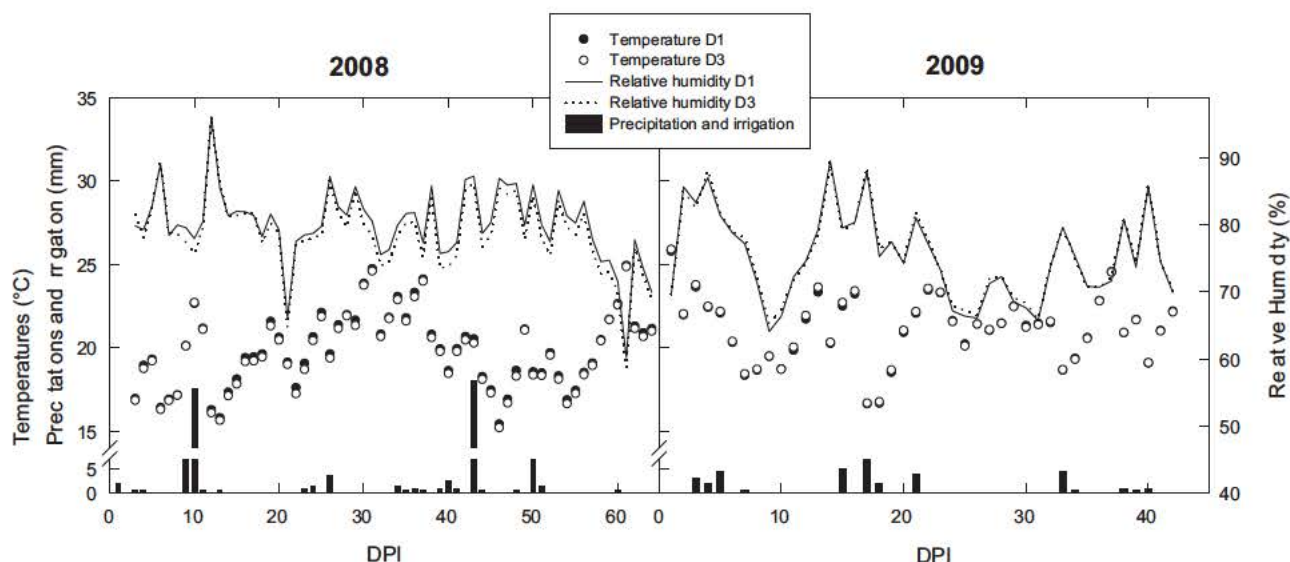 Temperature D1
Temperature D3
Relative humidity D1
Relative humidity D3
Precipitation and irrigation
2008
2009
Temperatures (°C)
Prec tat ons and rr gat on (mm)
Re at ve Hum d ty (%)
35
30
25
20
15
5
0
90
80
70
60
50
40
0 10 20 30 40 50 60
0 10 20 30 40
DPI
DPI